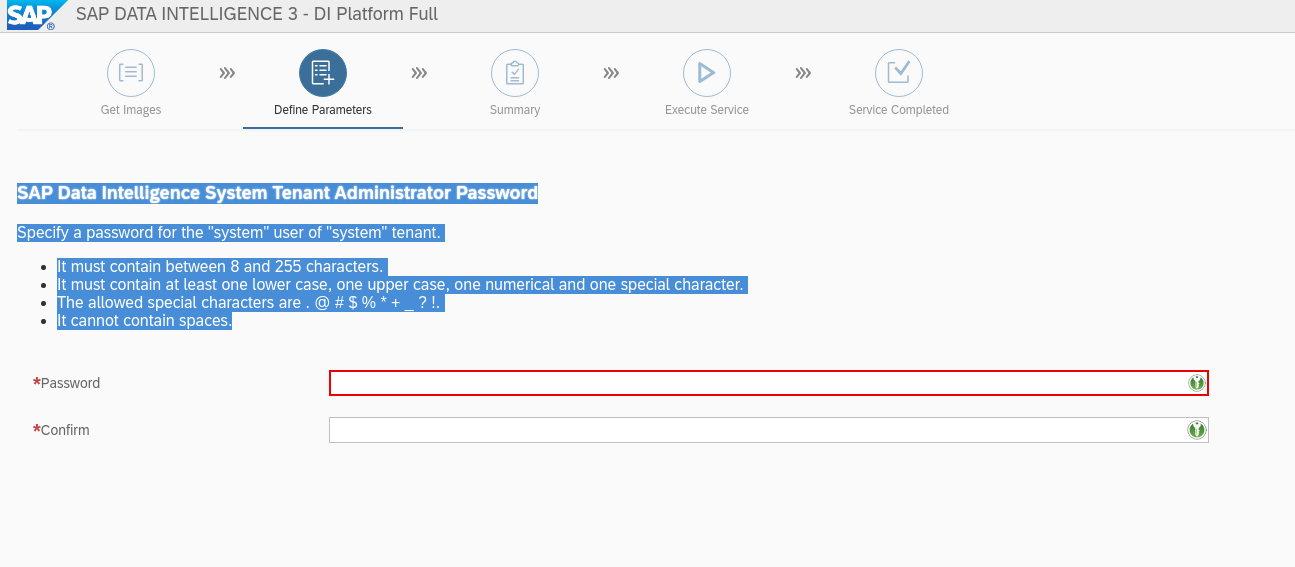 SAP ® SAP DATA INTELLIGENCE 3 - DI Platform Full
Get Images
Define Parameters
Summary
Execute Service
Service Completed
SAP Data Intelligence System Tenant Administrator Password
Specify a password for the "system" user of "system" tenant.
• It must contain between 8 and 255 characters.
• It must contain at least one lower case, one upper case, one numerical and one special character.
• The allowed special characters are . @ # $ % * + _ ? !.
• It cannot contain spaces.
*Password
*Confirm